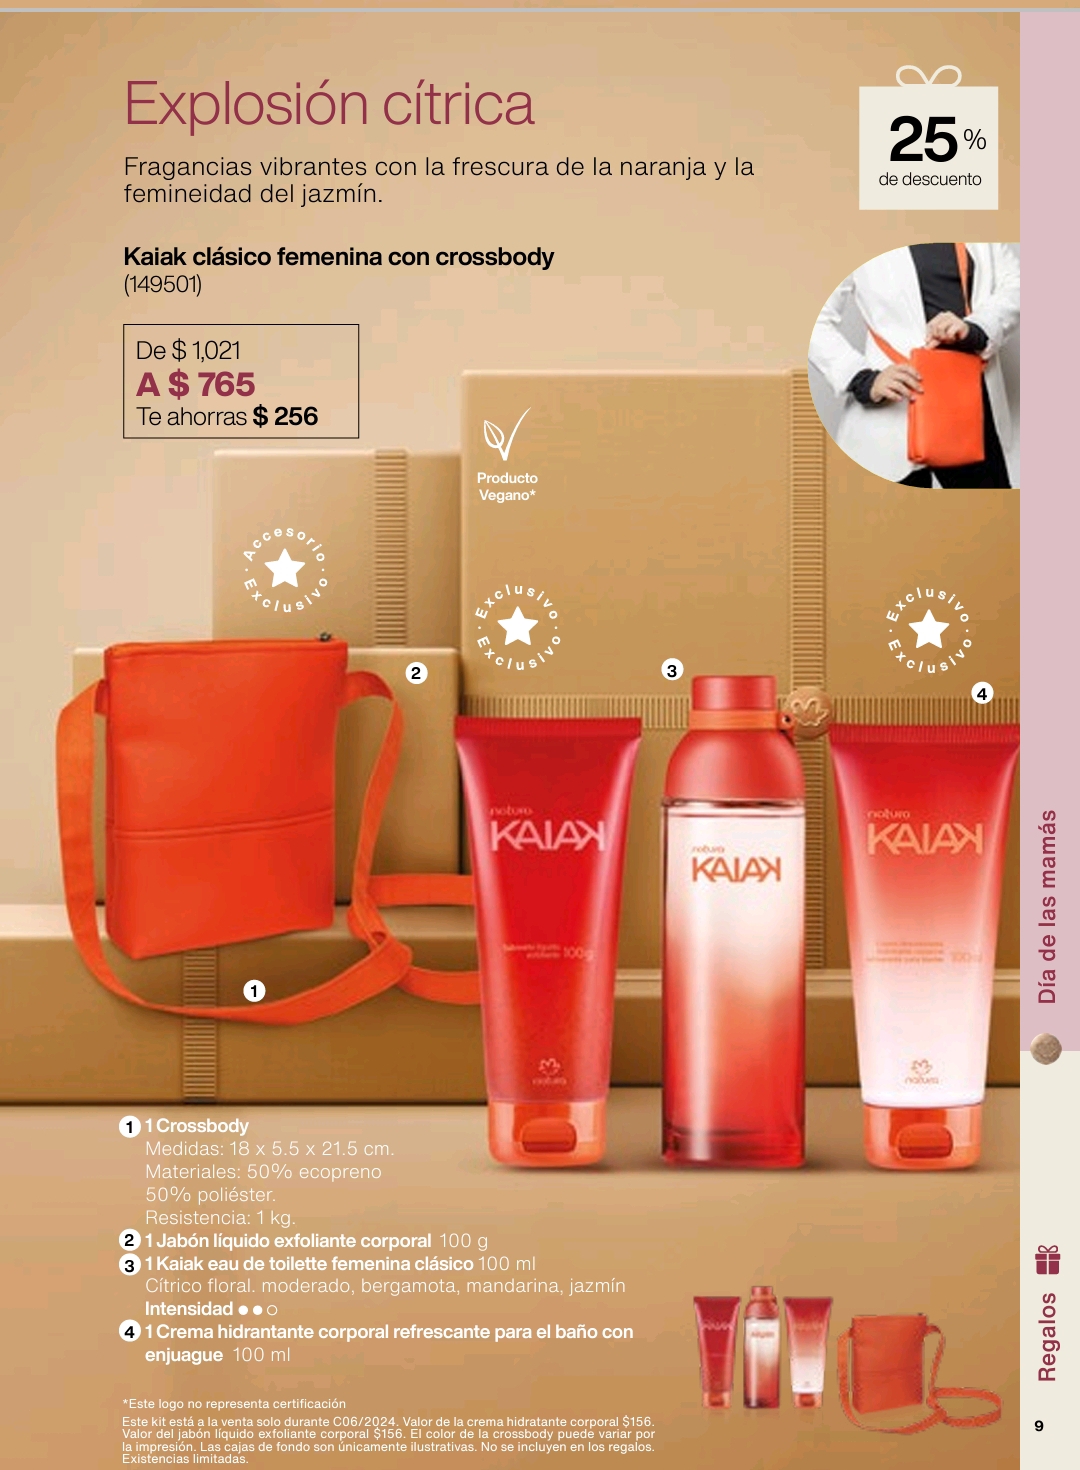 Explosión cítrica
Fragancias vibrantes con la frescura de la naranja y la
femineidad del jazmín.
25 %
de descuento
Kaiak clásico femenina con crossbody
(149501)
De $ 1,021
A $ 765
Te ahorras $ 256
Producto
Vegano*
Accesorio
Exclusivo
Exclusivo
Exclusivo
Exclusivo
Exclusivo
2
3
4
natura
KAIAK
100g
natura
natura
KAIAK
natura
KAIAK
natura
1
1 1 Crossbody
Medidas: 18 x 5.5 x 21.5 cm.
Materiales: 50% ecopreno
50% poliéster.
Resistencia: 1 kg.
2 1 Jabón líquido exfoliante corporal 100 g
3 1 Kaiak eau de toilette femenina clásico 100 ml
Cítrico floral. moderado, bergamota, mandarina, jazmín
Intensidad ●●○
4 1 Crema hidrantante corporal refrescante para el baño con
enjuague 100 ml
*Este logo no representa certificación
Este kit está a la venta solo durante C06/2024. Valor de la crema hidratante corporal $156.
Valor del jabón líquido exfoliante corporal $156. El color de la crossbody puede variar por
la impresión. Las cajas de fondo son únicamente ilustrativas. No se incluyen en los regalos.
Existencias limitadas.
Día de las mamás
Regalos
9